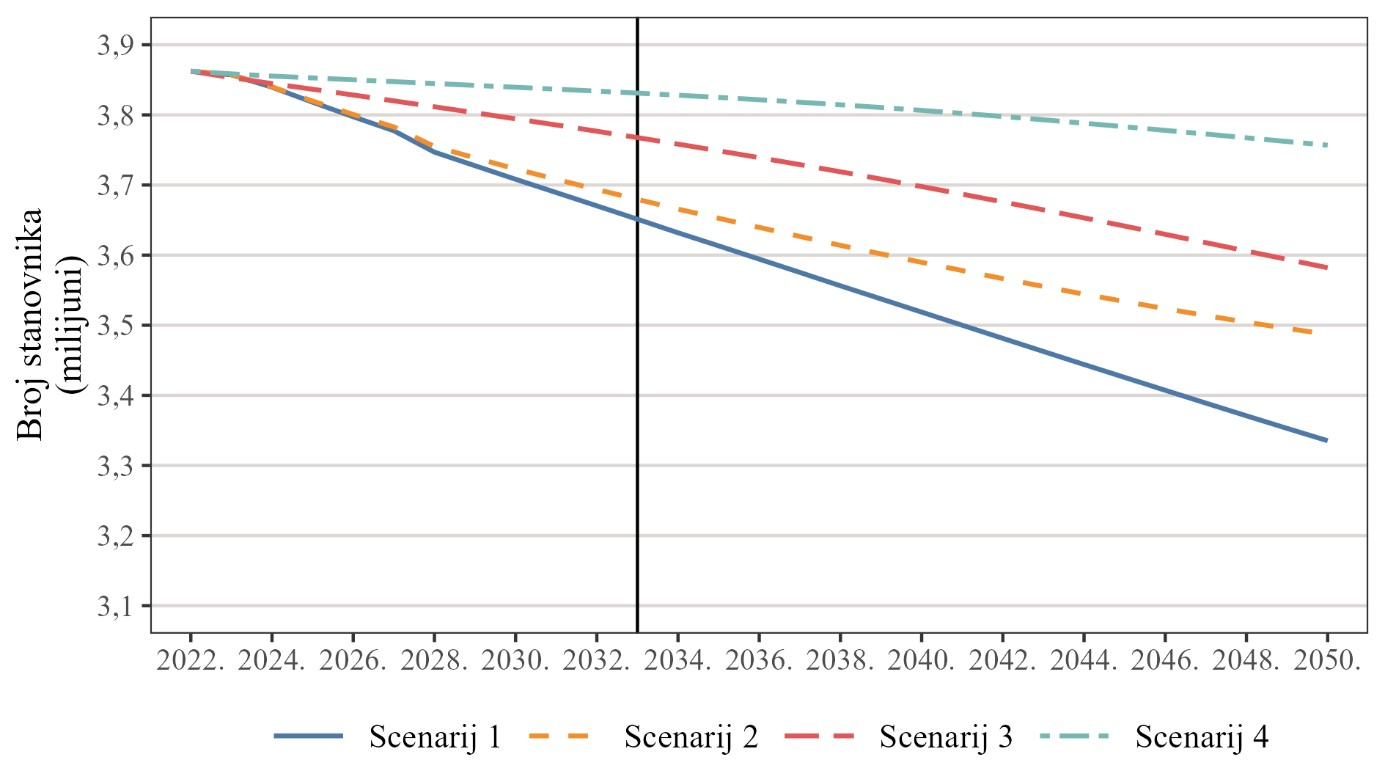 Broj stanovnika
(milijuni)
3,9
3,8
3,7
3,6
3,5
3,4
3,3
3,2
3,1
2022. 2024. 2026. 2028. 2030. 2032. 2034. 2036. 2038. 2040. 2042. 2044. 2046. 2048. 2050.
Scenarij 1 Scenarij 2 Scenarij 3 Scenarij 4